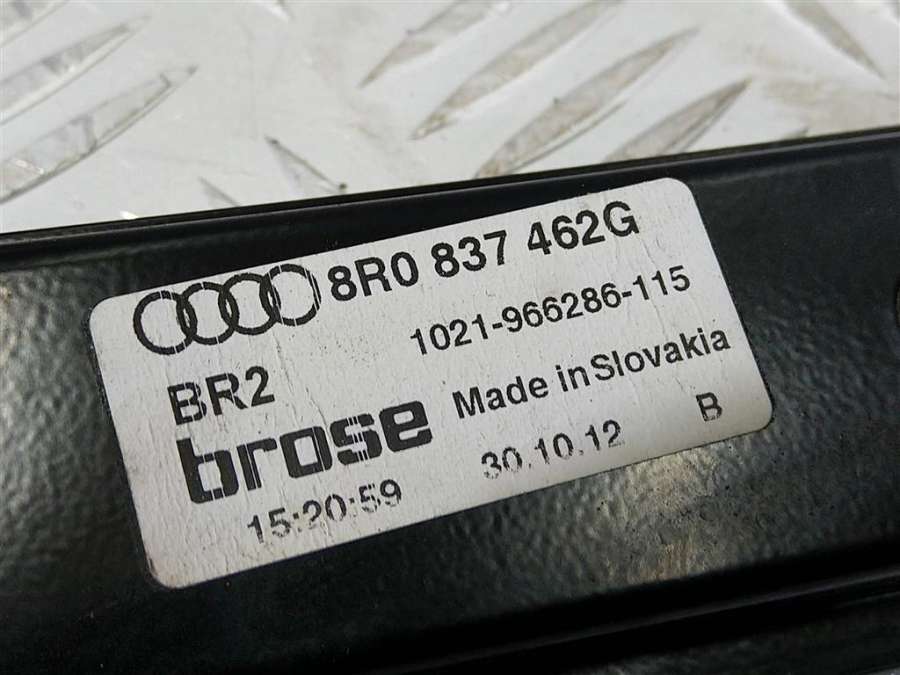 8R0 837 462G
1021-966286-115
BR2
Made in Slovakia
brose
30.10.12
B
15:20:59